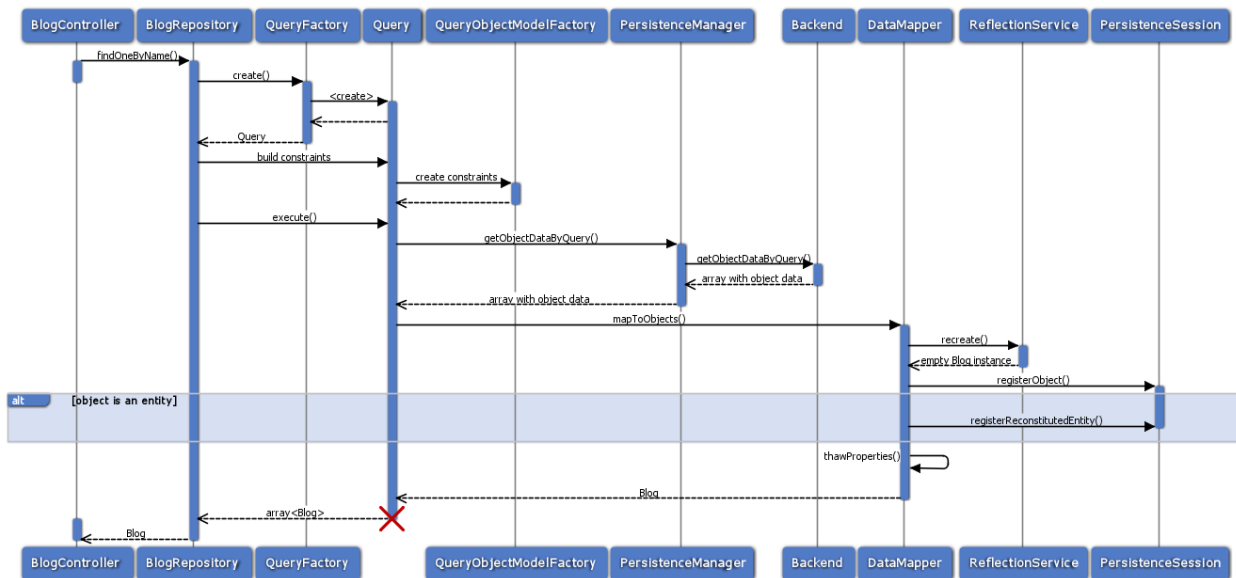 BlogController BlogRepository QueryFactory Query QueryObjectModelFactory PersistenceManager Backend DataMapper ReflectionService PersistenceSession
findOneByName()
create()
<create>
Query
build constraints
create constraints
execute()
getObjectDataByQuery()
getObjectDataByQuery()
array with object data
array with object data
mapToObjects()
recreate()
empty Blog instance
registerObject()
alt [object is an entity]
registerReconstitutedEntity()
thawProperties()
Blog
array<Blog>
Blog
BlogController BlogRepository QueryFactory QueryObjectModelFactory PersistenceManager Backend DataMapper ReflectionService PersistenceSession